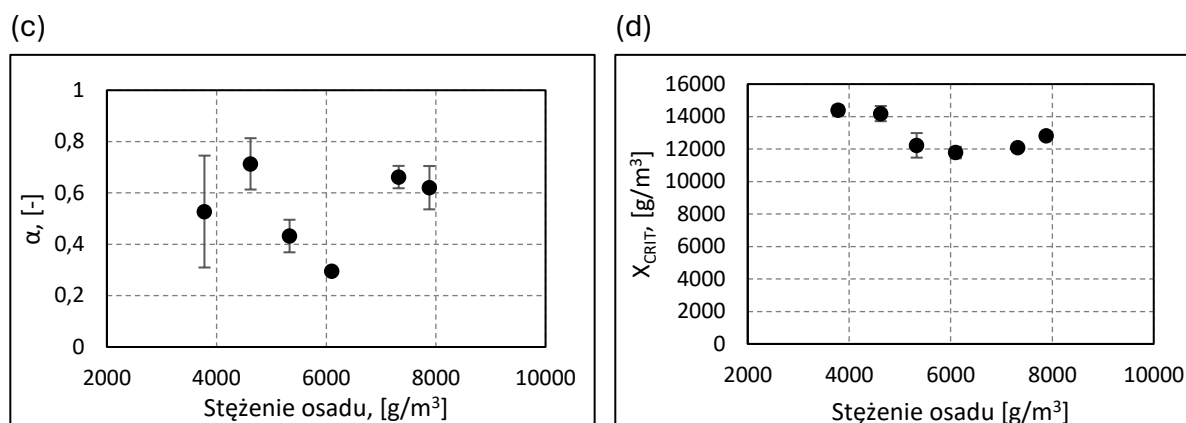 (c)
1
0,8
0,6
0,4
0,2
0
α, [-]
2000 4000 6000 8000 10000
Stężenie osadu, [g/m³]
(d)
16000
14000
12000
10000
8000
6000
4000
2000
0
X_CRIT, [g/m³]
2000 4000 6000 8000 10000
Stężenie osadu [g/m³]